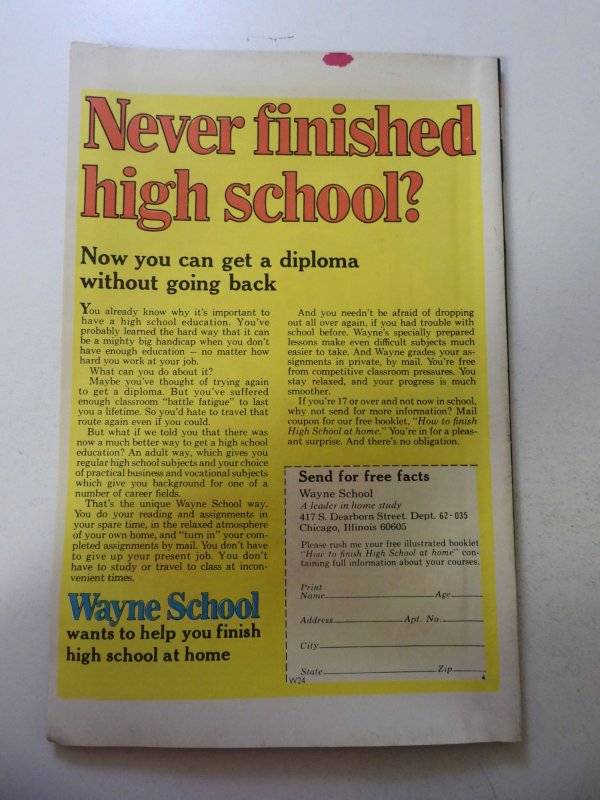 Never finished
high school?
Now you can get a diploma
without going back
You already know why it's important to
have a high school education. You've
probably learned the hard way that it can
be a mighty big handicap when you don't
have enough education – no matter how
hard you work at your job.
What can you do about it?
Maybe you've thought of trying again
to get a diploma. But you've suffered
enough classroom "battle fatigue" to last
you a lifetime. So you'd hate to travel that
route again even if you could.
But what if we told you that there was
now a much better way to get a high school
education? An adult way, which gives you
regular high school subjects and your choice
of practical business and vocational subjects
which give you background for one of a
number of career fields.
That's the unique Wayne School way.
You do your reading and assignments in
your spare time, in the relaxed atmosphere
of your own home, and "turn in" your com-
pleted assignments by mail. You don't have
to give up your present job. You don't
have to study or travel to class at incon-
venient times.
Wayne School
wants to help you finish
high school at home
And you needn't be afraid of dropping
out all over again, if you had trouble with
school before. Wayne's specially prepared
lessons make even difficult subjects much
easier to take. And Wayne grades your as-
signments in private, by mail. You're free
from competitive classroom pressures. You
stay relaxed, and your progress is much
smoother.
If you're 17 or over and not now in school,
why not send for more information? Mail
coupon for our free booklet, "How to finish
High School at home." You're in for a pleas-
ant surprise. And there's no obligation.
Send for free facts
Wayne School
A leader in home study
417 S. Dearborn Street. Dept. 62-035
Chicago, Illinois 60605
Please rush me your free illustrated booklet
"How to finish High School at home" con-
taining full information about your courses.
Print
Name Age
Address Apt. No.
City
State Zip
W24 4